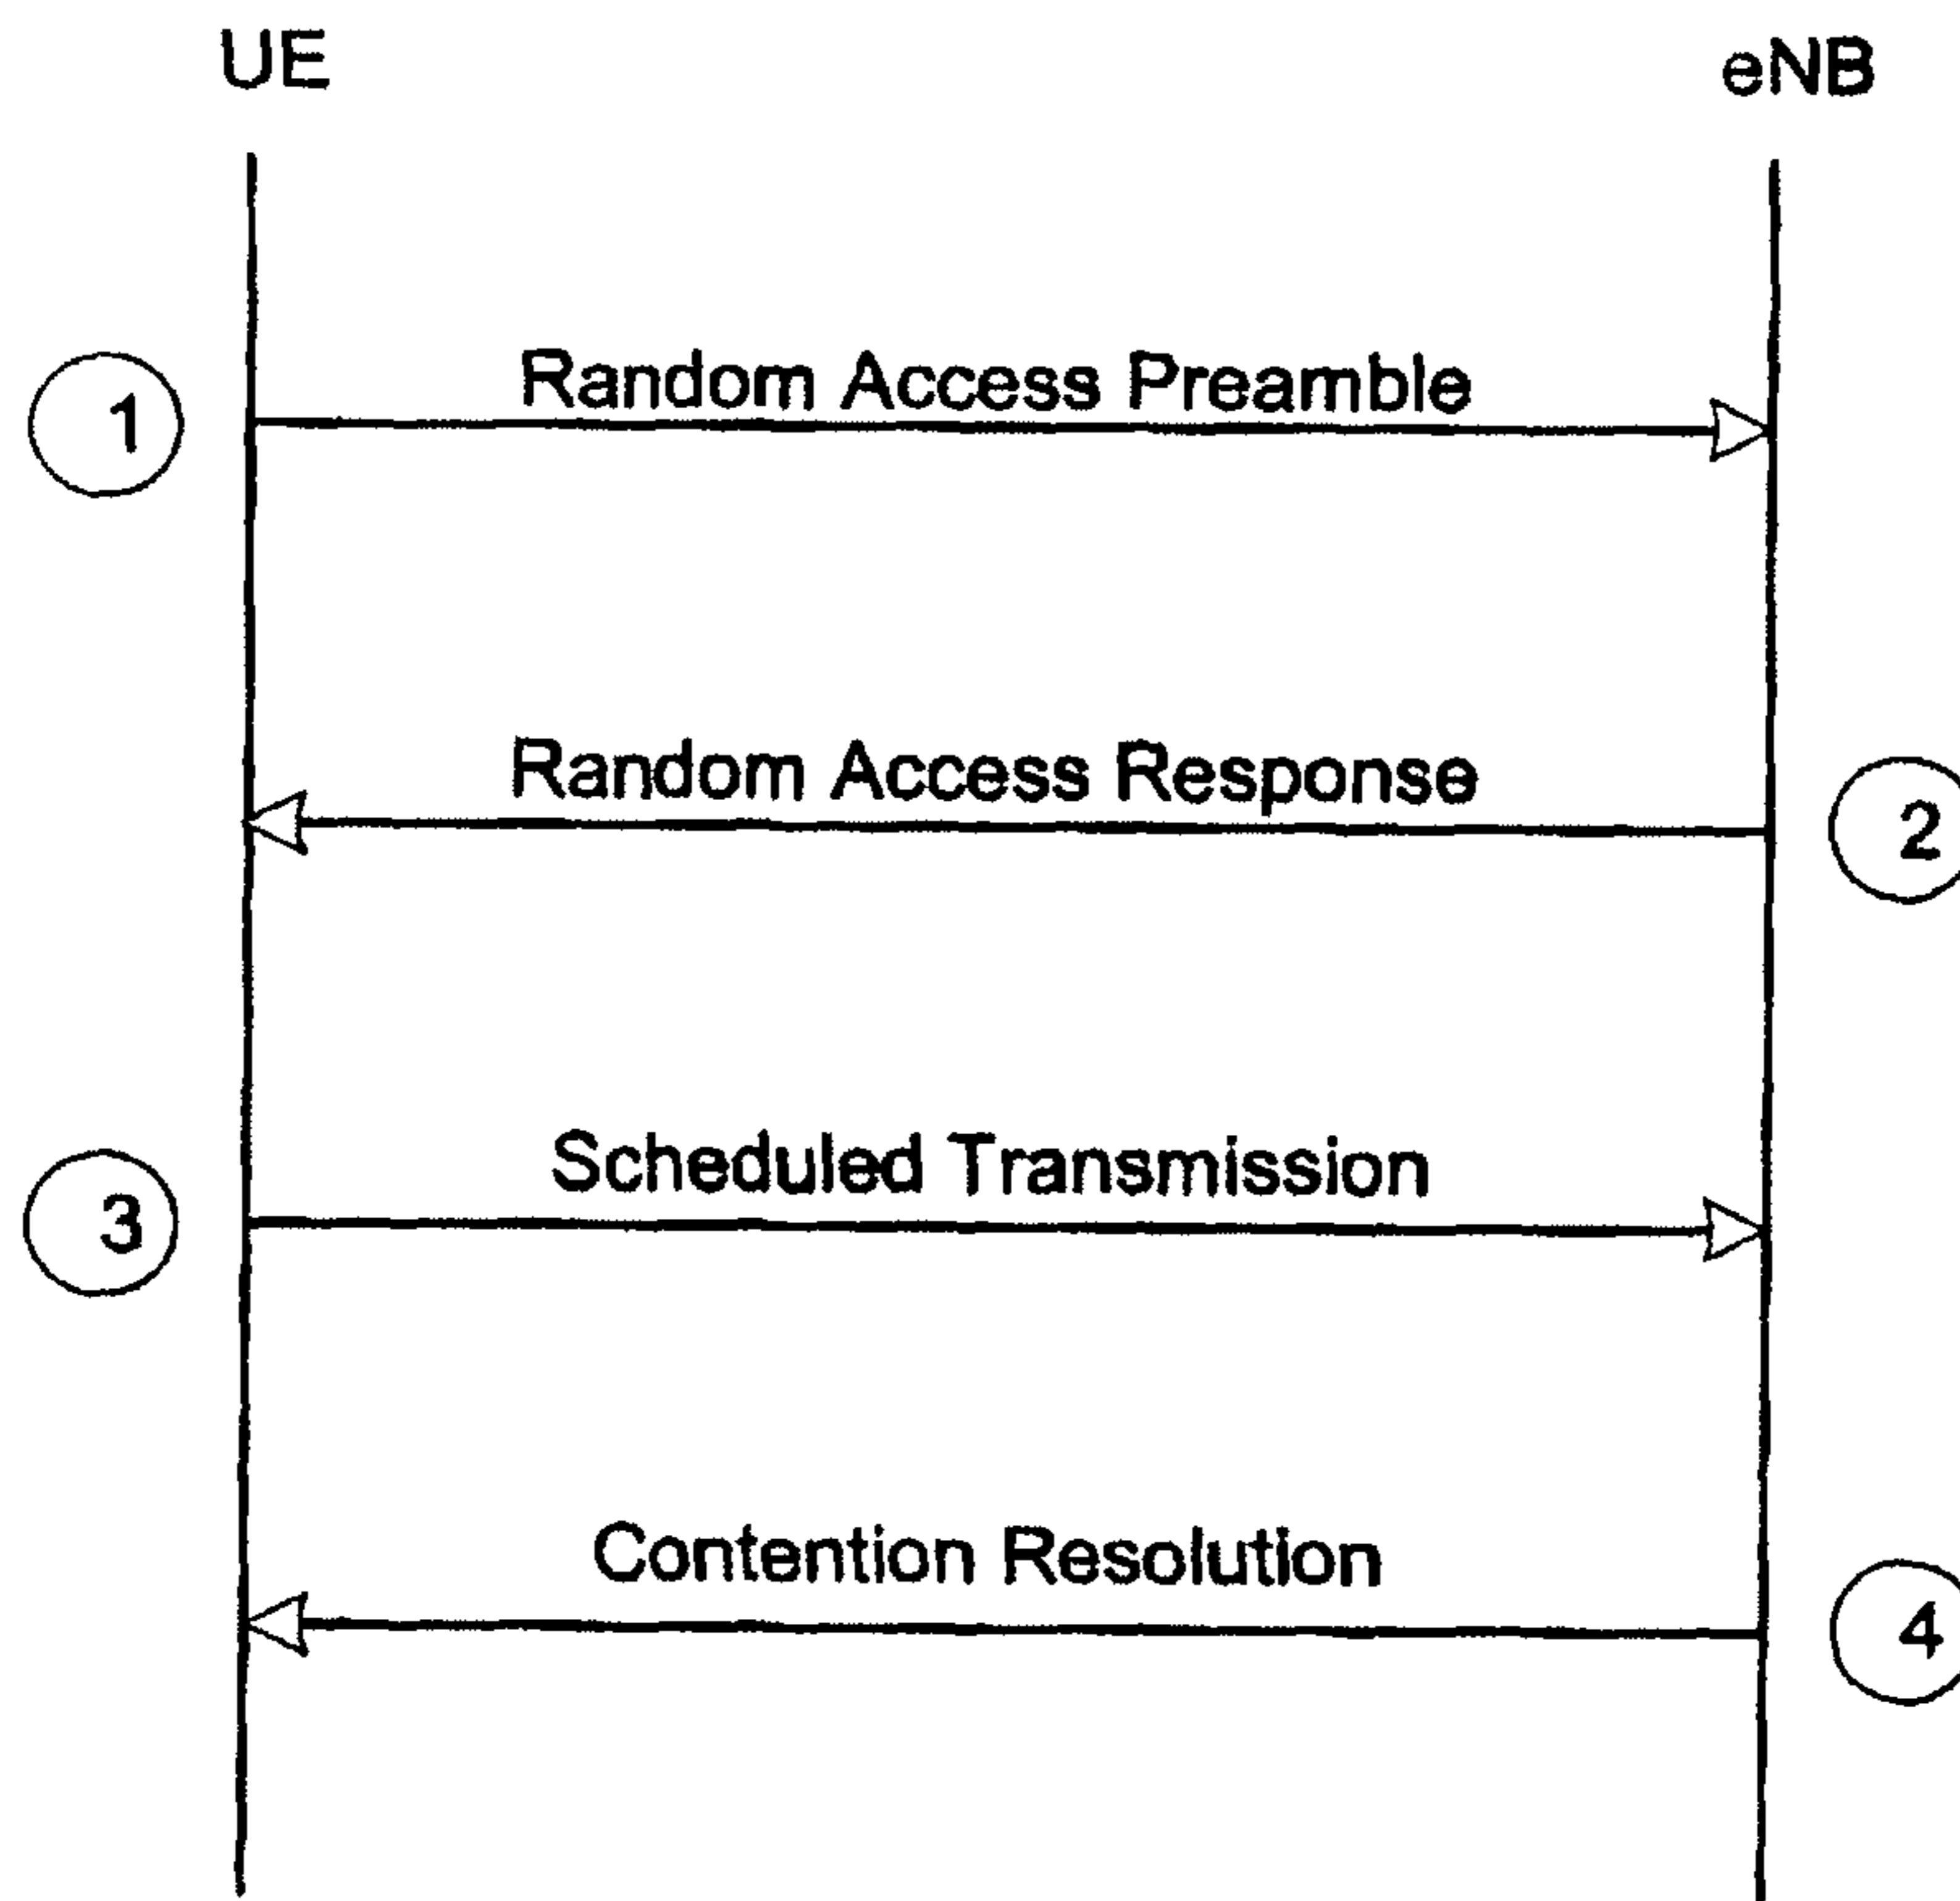 UE eNB
Random Access Preamble
1
Random Access Response
2
Scheduled Transmission
3
Contention Resolution
4